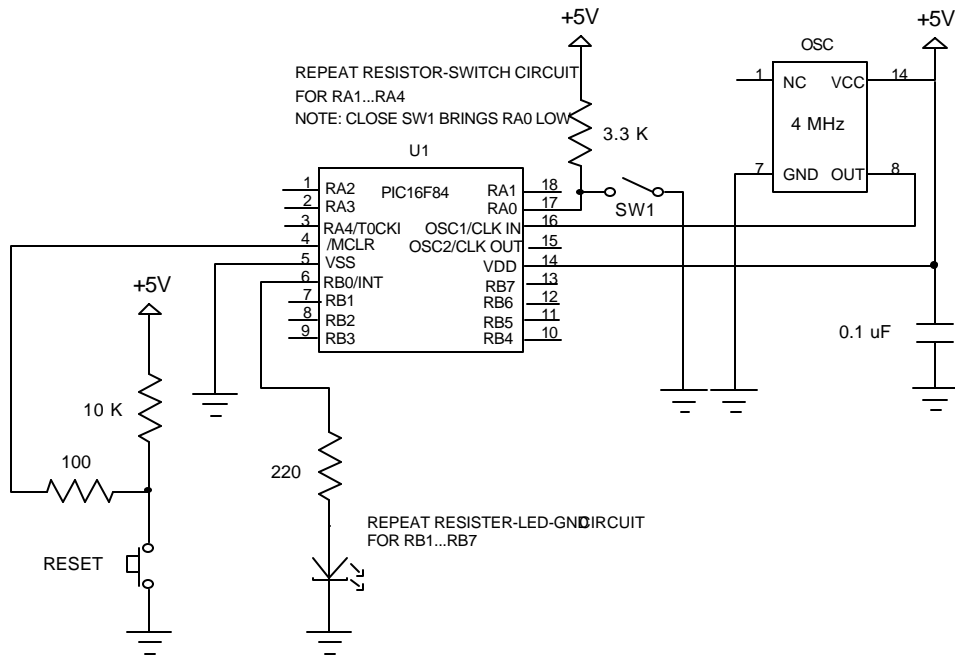 +5V
+5V
OSC
REPEAT RESISTOR-SWITCH CIRCUIT
FOR RA1...RA4
NOTE: CLOSE SW1 BRINGS RA0 LOW
1 NC VCC 14
4 MHz
7 GND OUT 8
3.3 K
U1
PIC16F84
1 RA2 RA1 18
2 RA3 RA0 17
3 RA4/T0CKI OSC1/CLK IN 16
4 /MCLR OSC2/CLK OUT 15
5 VSS VDD 14
6 RB0/INT RB7 13
7 RB1 RB6 12
8 RB2 RB5 11
9 RB3 RB4 10
SW1
+5V
0.1 uF
10 K
100
220
REPEAT RESISTER-LED-GND CIRCUIT
FOR RB1...RB7
RESET